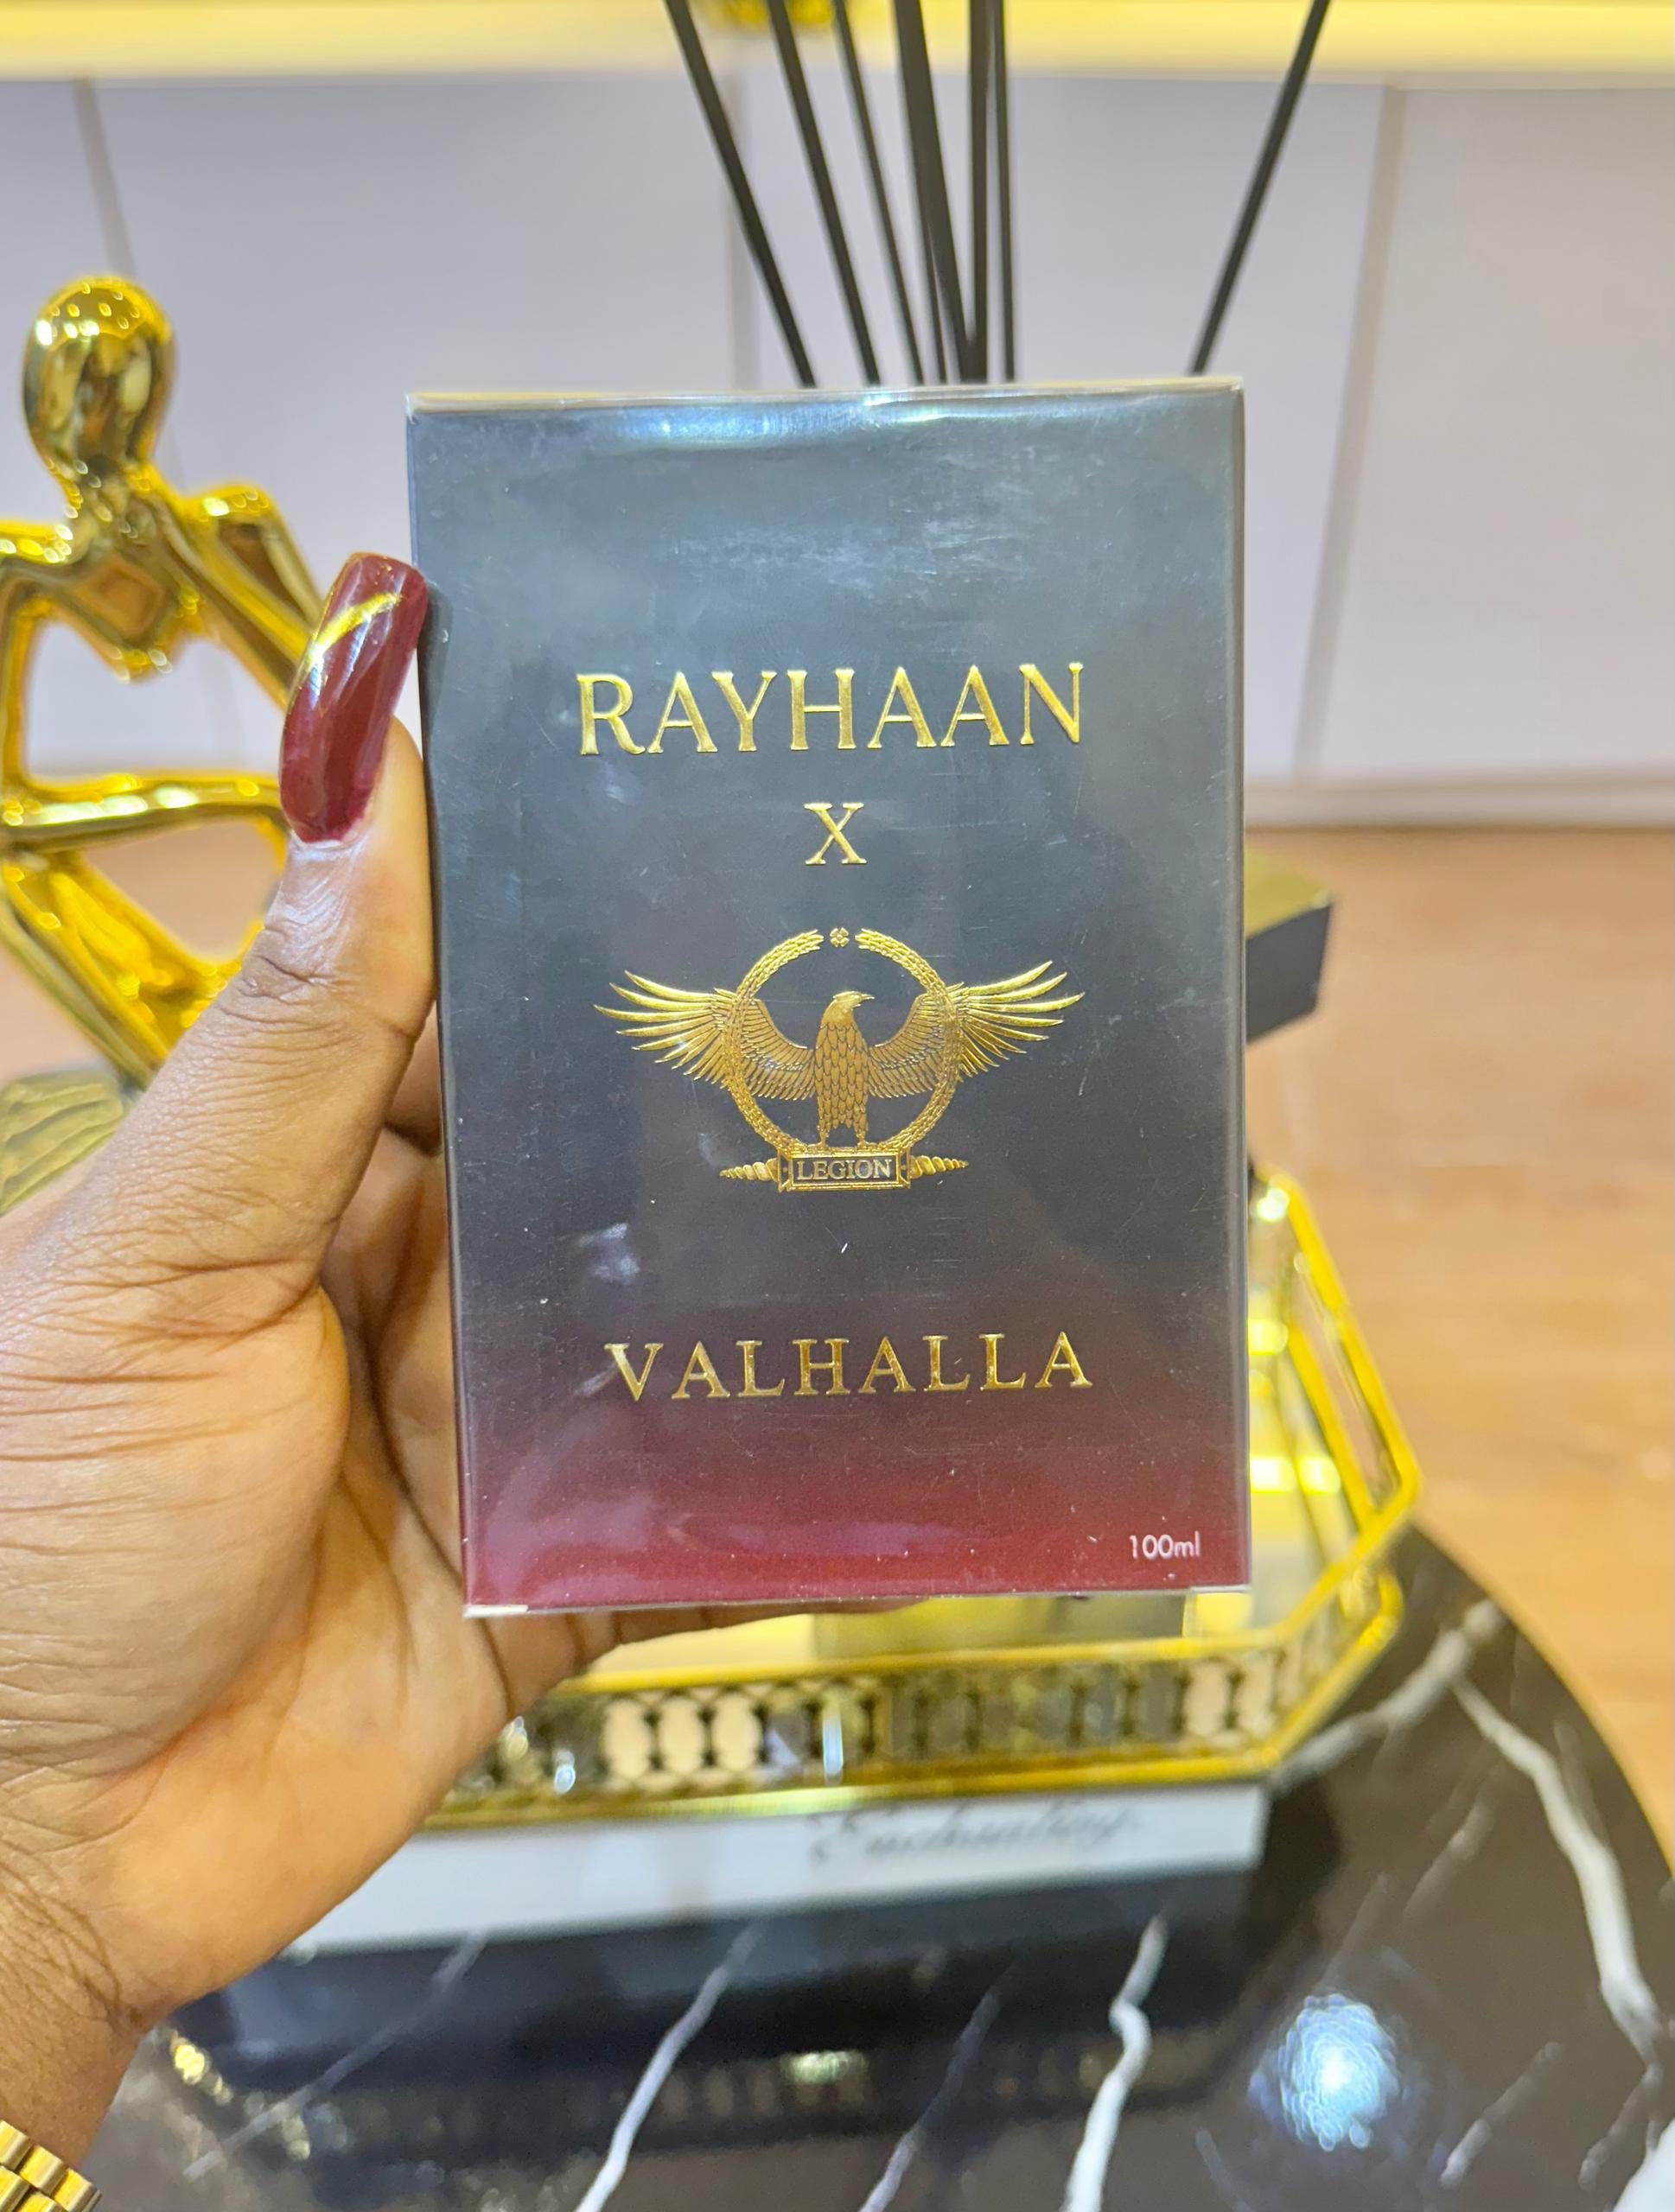 RAYHAAN
X
LEGION
VALHALLA
100ml